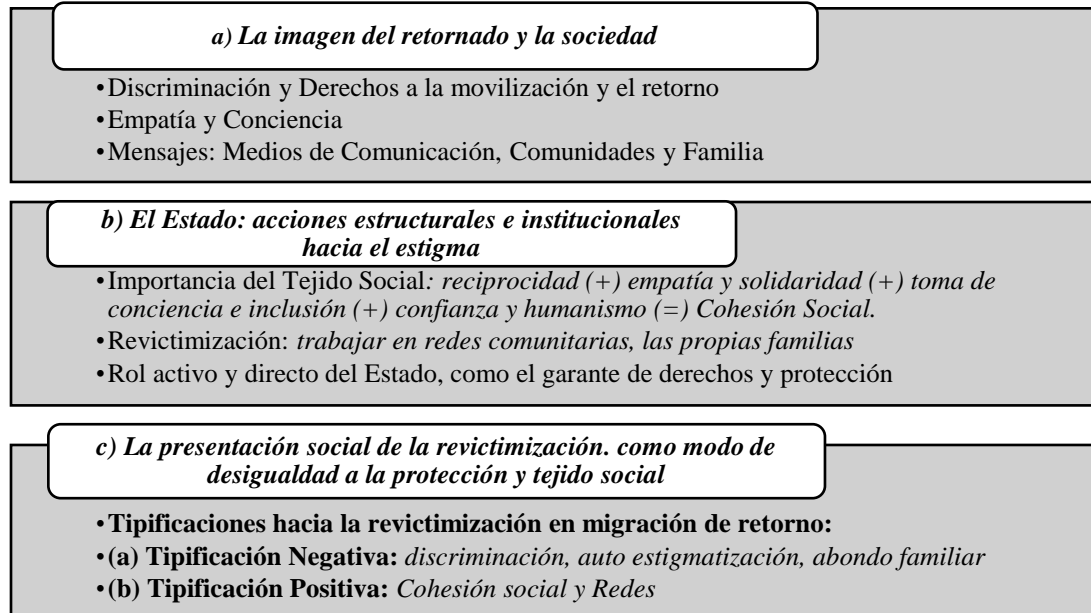 a) La imagen del retornado y la sociedad
•Discriminación y Derechos a la movilización y el retorno
•Empatía y Conciencia
•Mensajes: Medios de Comunicación, Comunidades y Familia
b) El Estado: acciones estructurales e institucionales
hacia el estigma
•Importancia del Tejido Social: reciprocidad (+) empatía y solidaridad (+) toma de
conciencia e inclusión (+) confianza y humanismo (=) Cohesión Social.
•Revictimización: trabajar en redes comunitarias, las propias familias
•Rol activo y directo del Estado, como el garante de derechos y protección
c) La presentación social de la revictimización. como modo de
desigualdad a la protección y tejido social
•Tipificaciones hacia la revictimización en migración de retorno:
•(a) Tipificación Negativa: discriminación, auto estigmatización, abondo familiar
•(b) Tipificación Positiva: Cohesión social y Redes